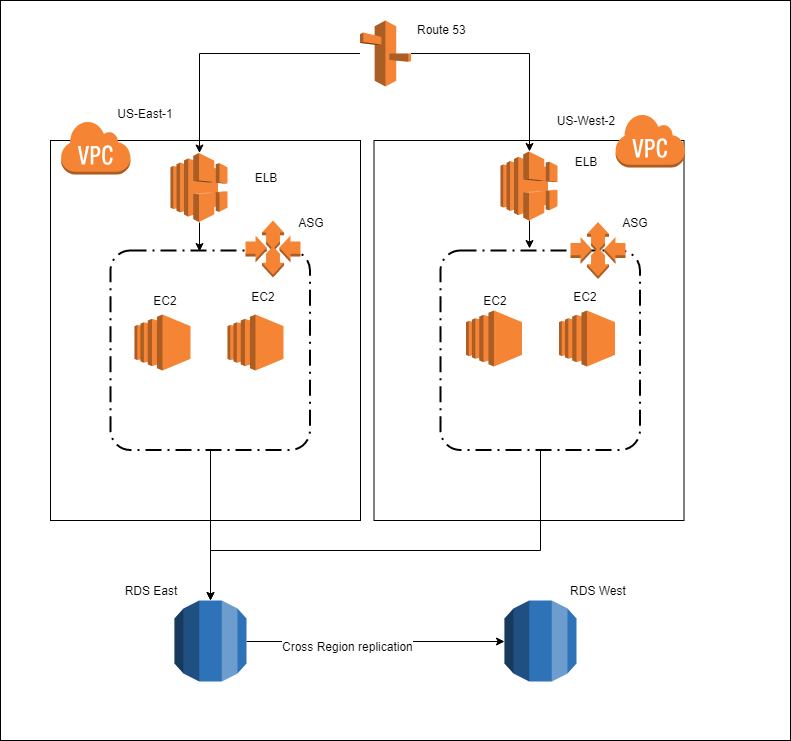 Route 53
US-East-1
US-West-2
VPC
VPC
ELB
ELB
ASG
ASG
EC2
EC2
EC2
EC2
RDS East
RDS West
Cross Region replication